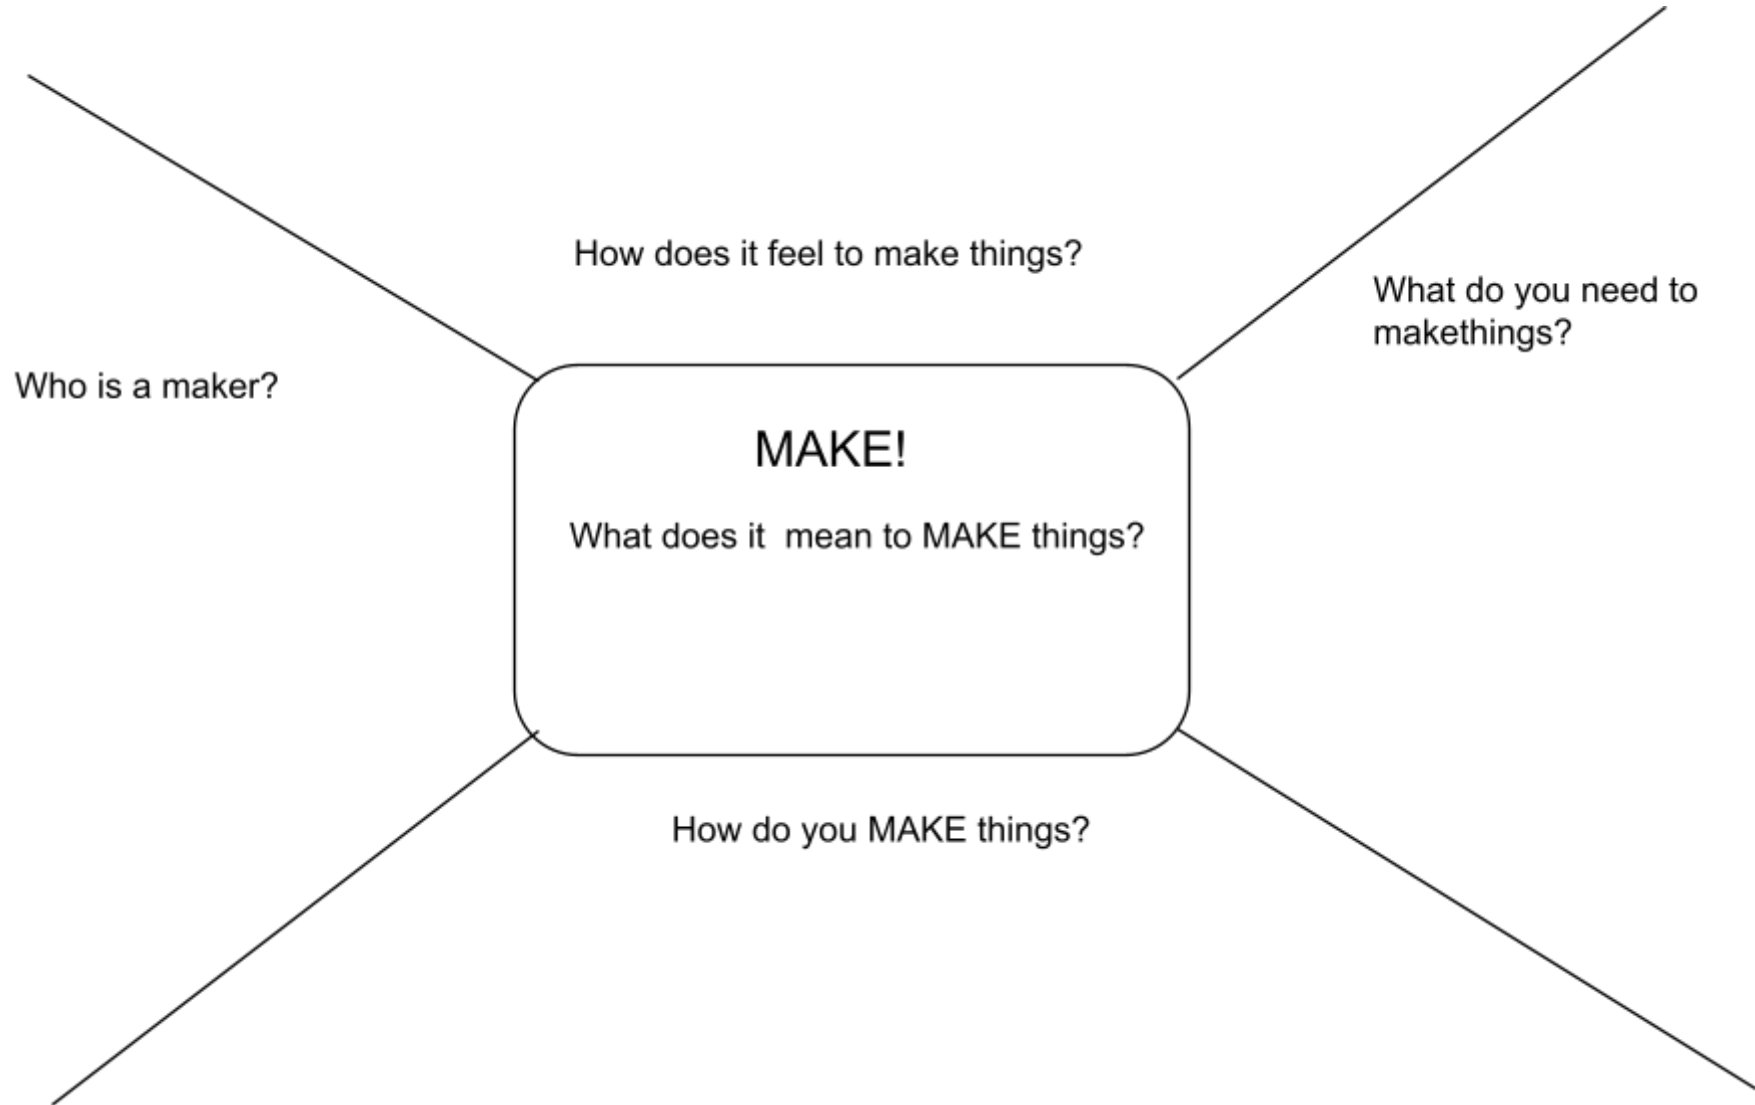 How does it feel to make things?
What do you need to
makethings?
Who is a maker?
MAKE!
What does it  mean to MAKE things?
How do you MAKE things?